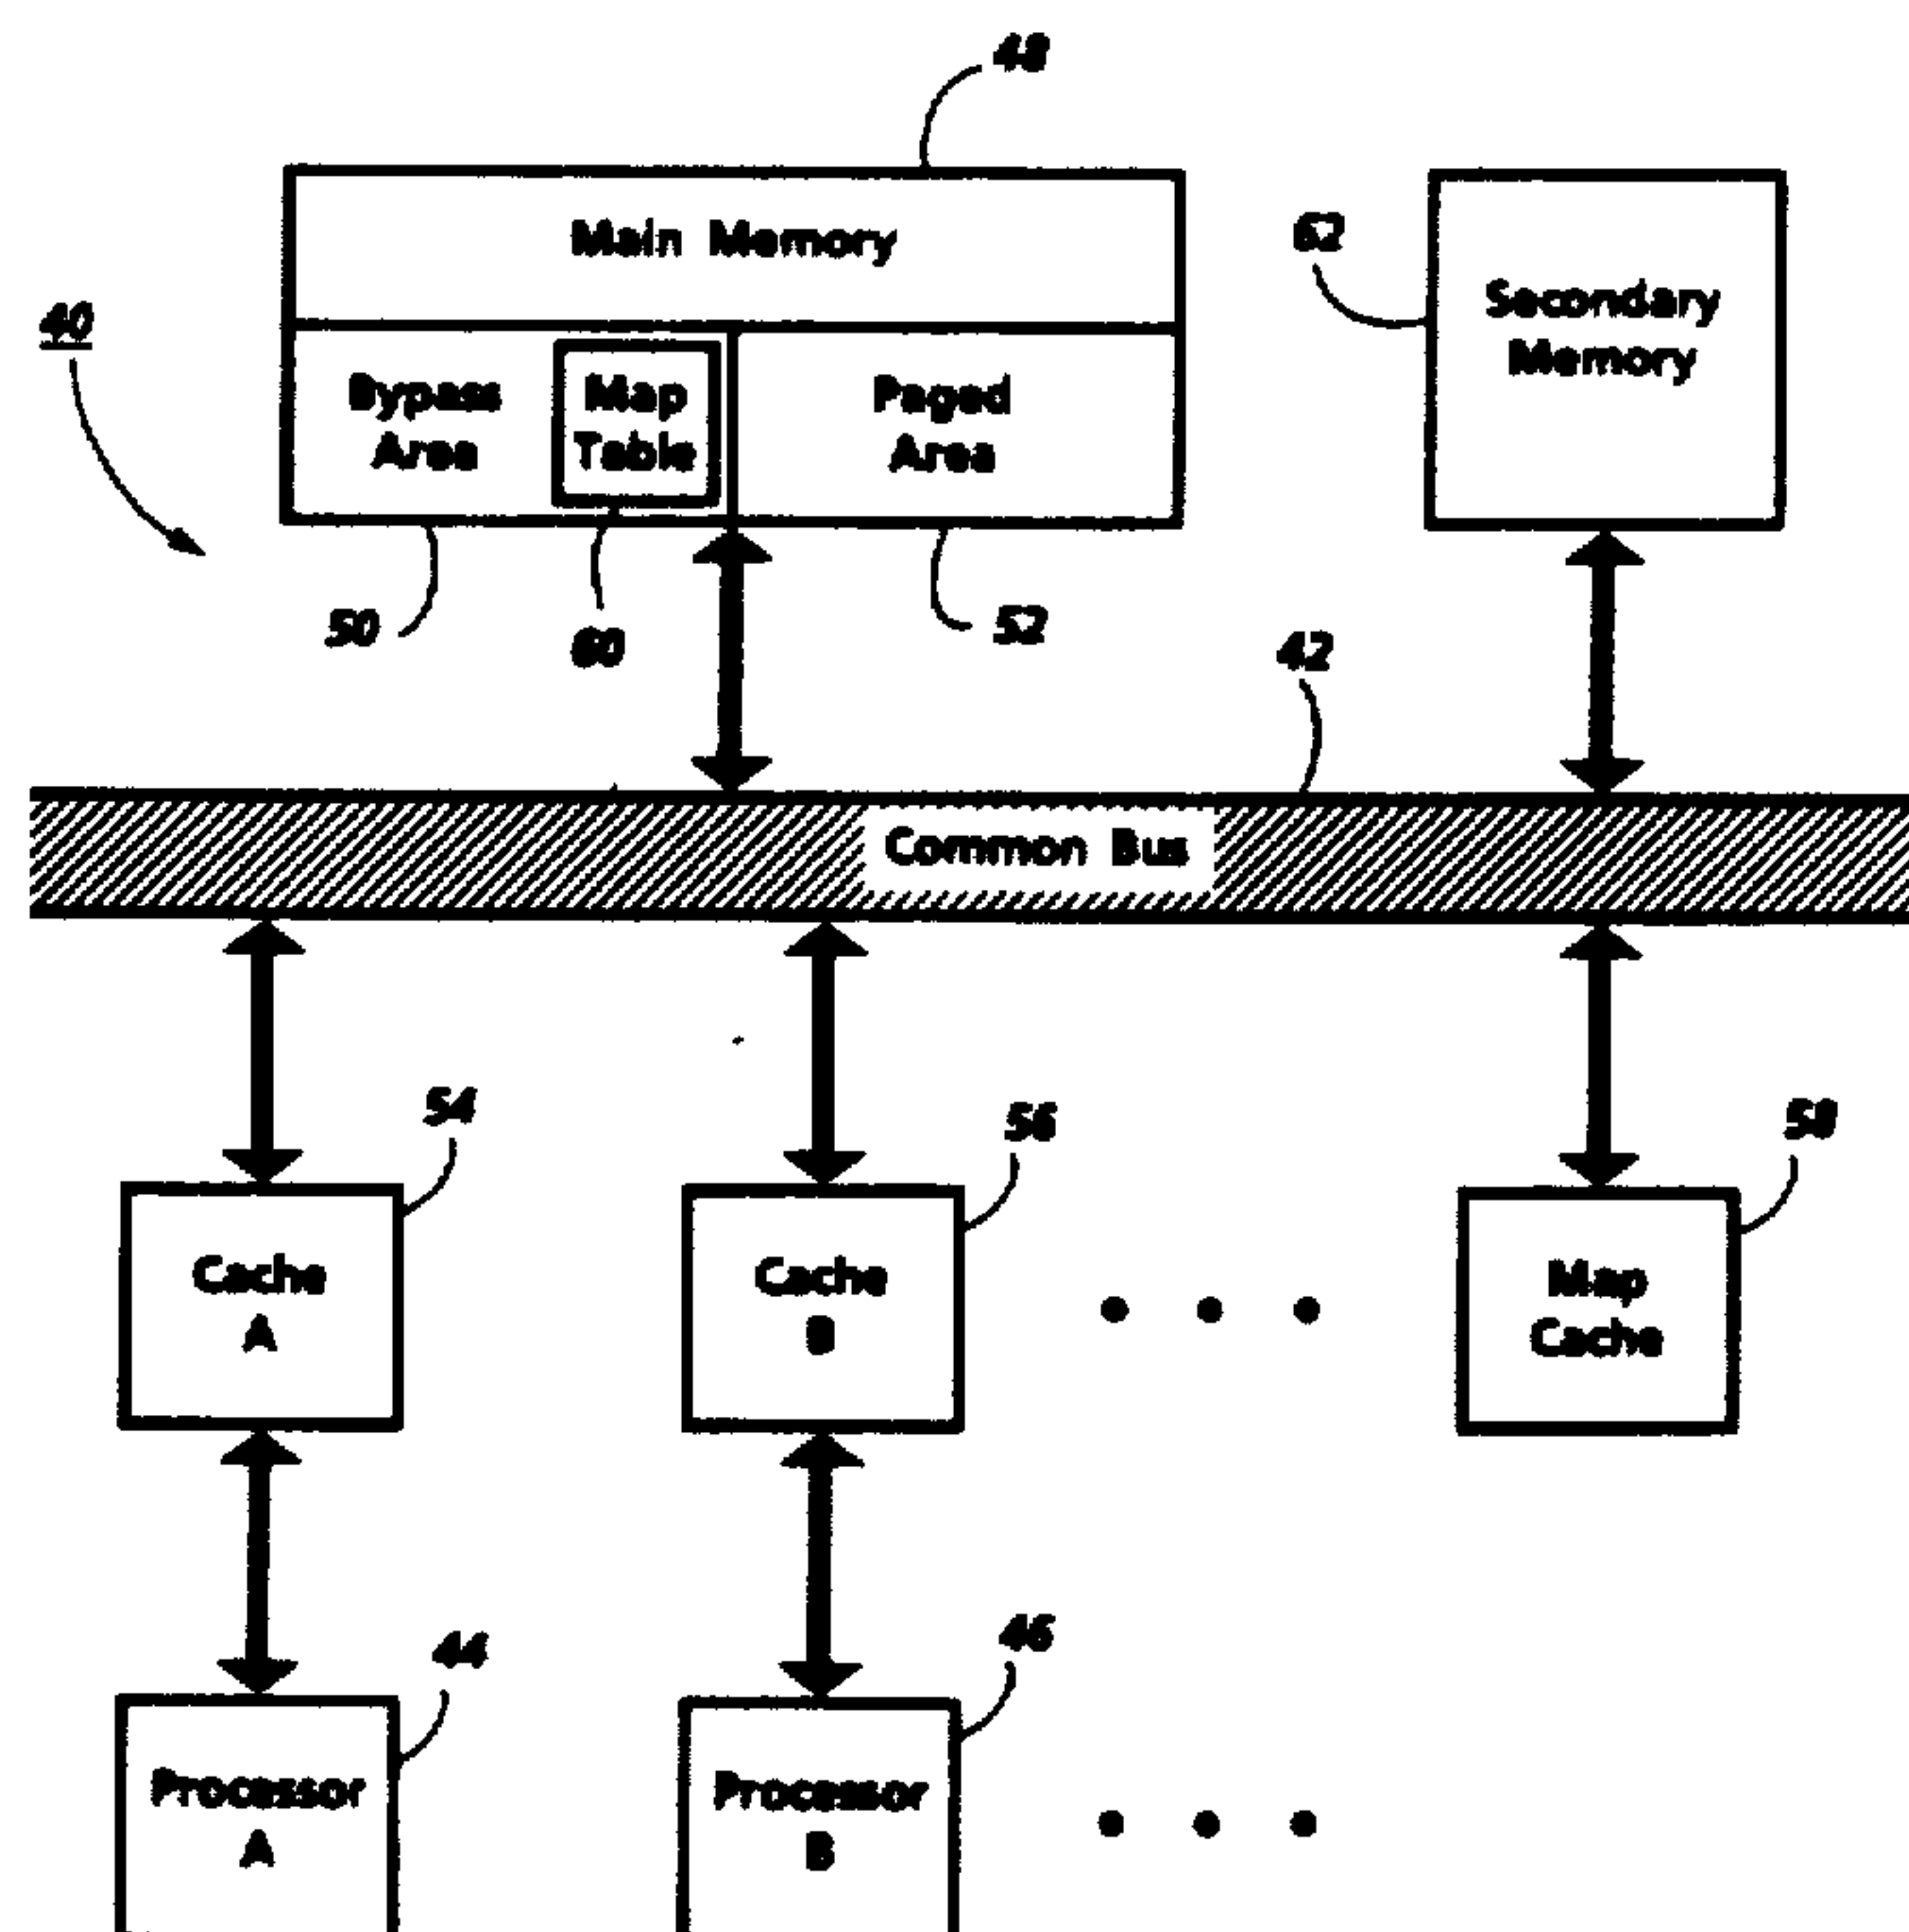 48
Main Memory
62
Secondary
Memory
40
Bypass
Area
Map
Table
Paged
Area
50
60
52
42
Common Bus
54
56
58
Cache
A
Cache
B
Map
Cache
44
46
Processor
A
Processor
B